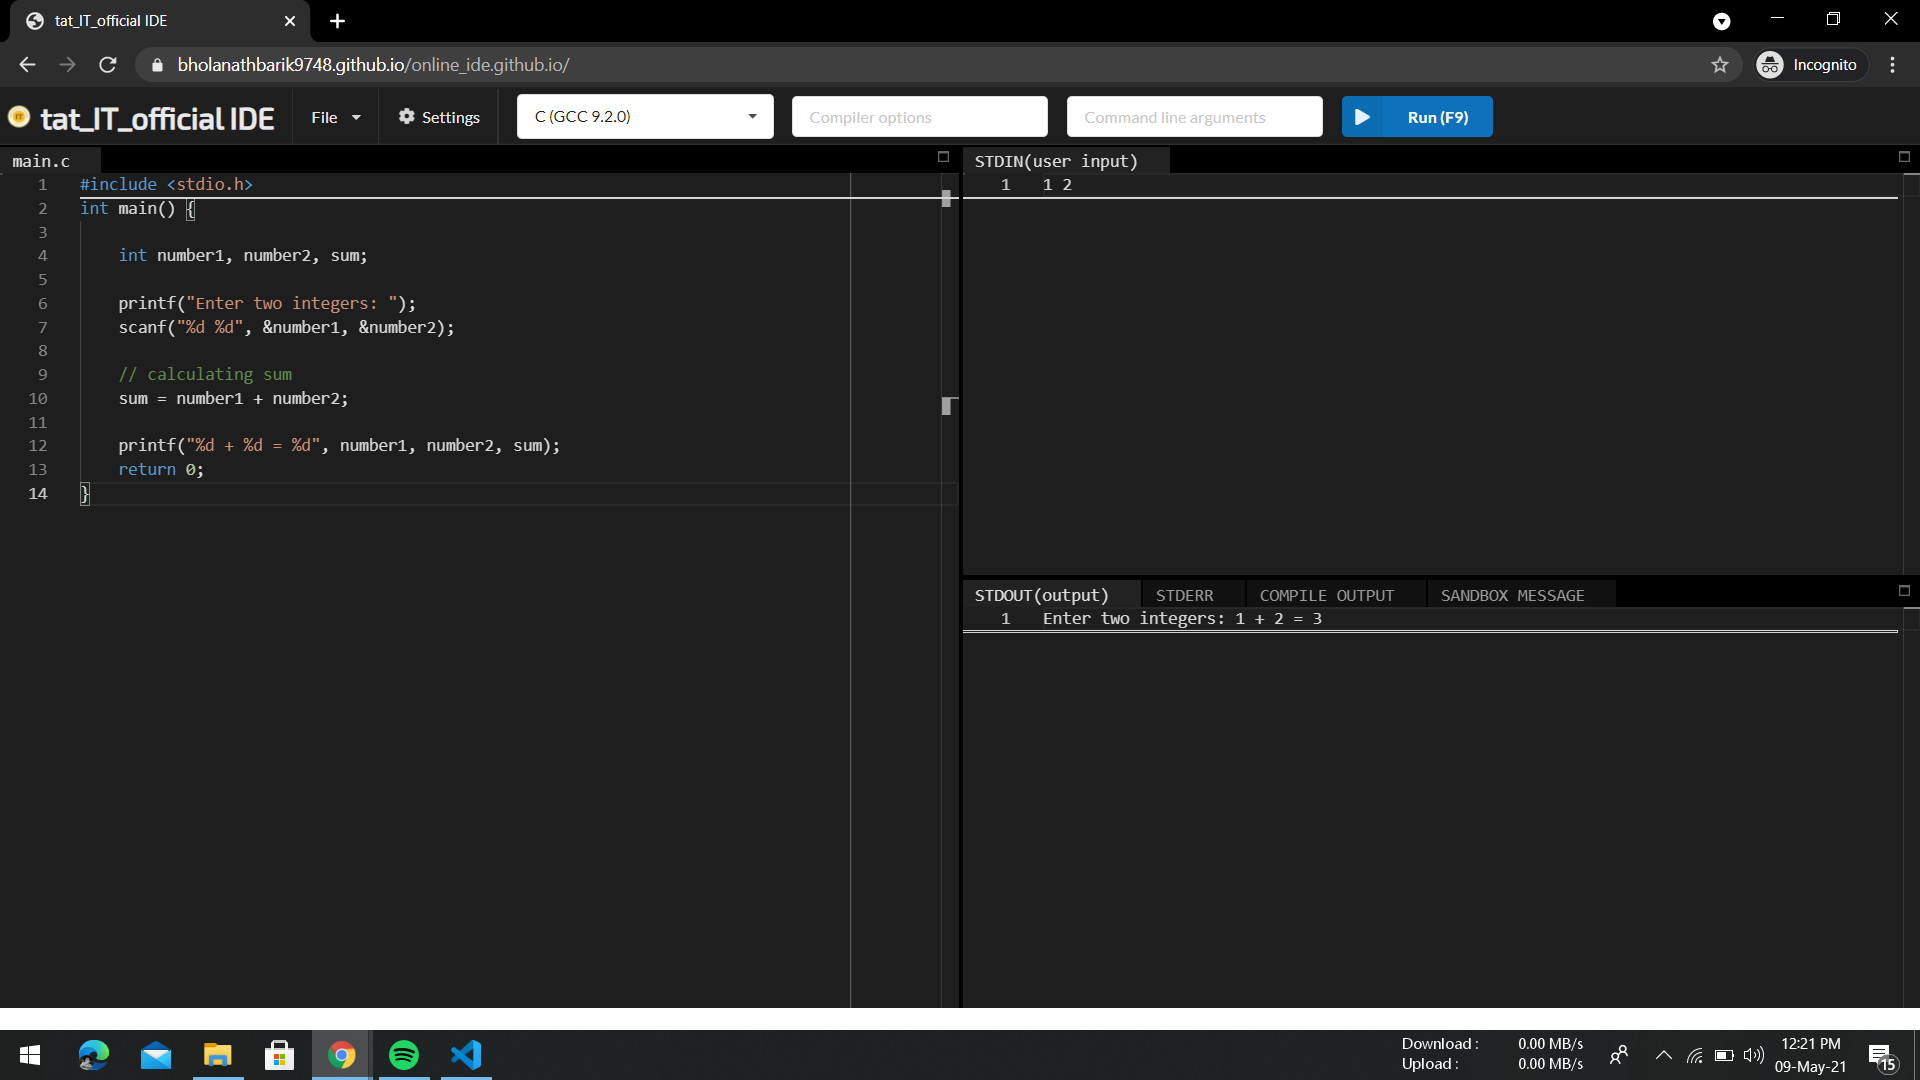 tat_IT_official IDE
bholanathbarik9748.github.io/online_ide.github.io/
Incognito
tat_IT_official IDE
File
Settings
C (GCC 9.2.0)
Compiler options
Command line arguments
Run (F9)
main.c
1 #include <stdio.h>
2 int main() {
3
4     int number1, number2, sum;
5
6     printf("Enter two integers: ");
7     scanf("%d %d", &number1, &number2);
8
9     // calculating sum
10     sum = number1 + number2;
11
12     printf("%d + %d = %d", number1, number2, sum);
13     return 0;
14 }
STDIN(user input)
1 1 2
STDOUT(output) STDERR COMPILE OUTPUT SANDBOX MESSAGE
1 Enter two integers: 1 + 2 = 3
Download : 0.00 MB/s
Upload : 0.00 MB/s
12:21 PM
09-May-21
15